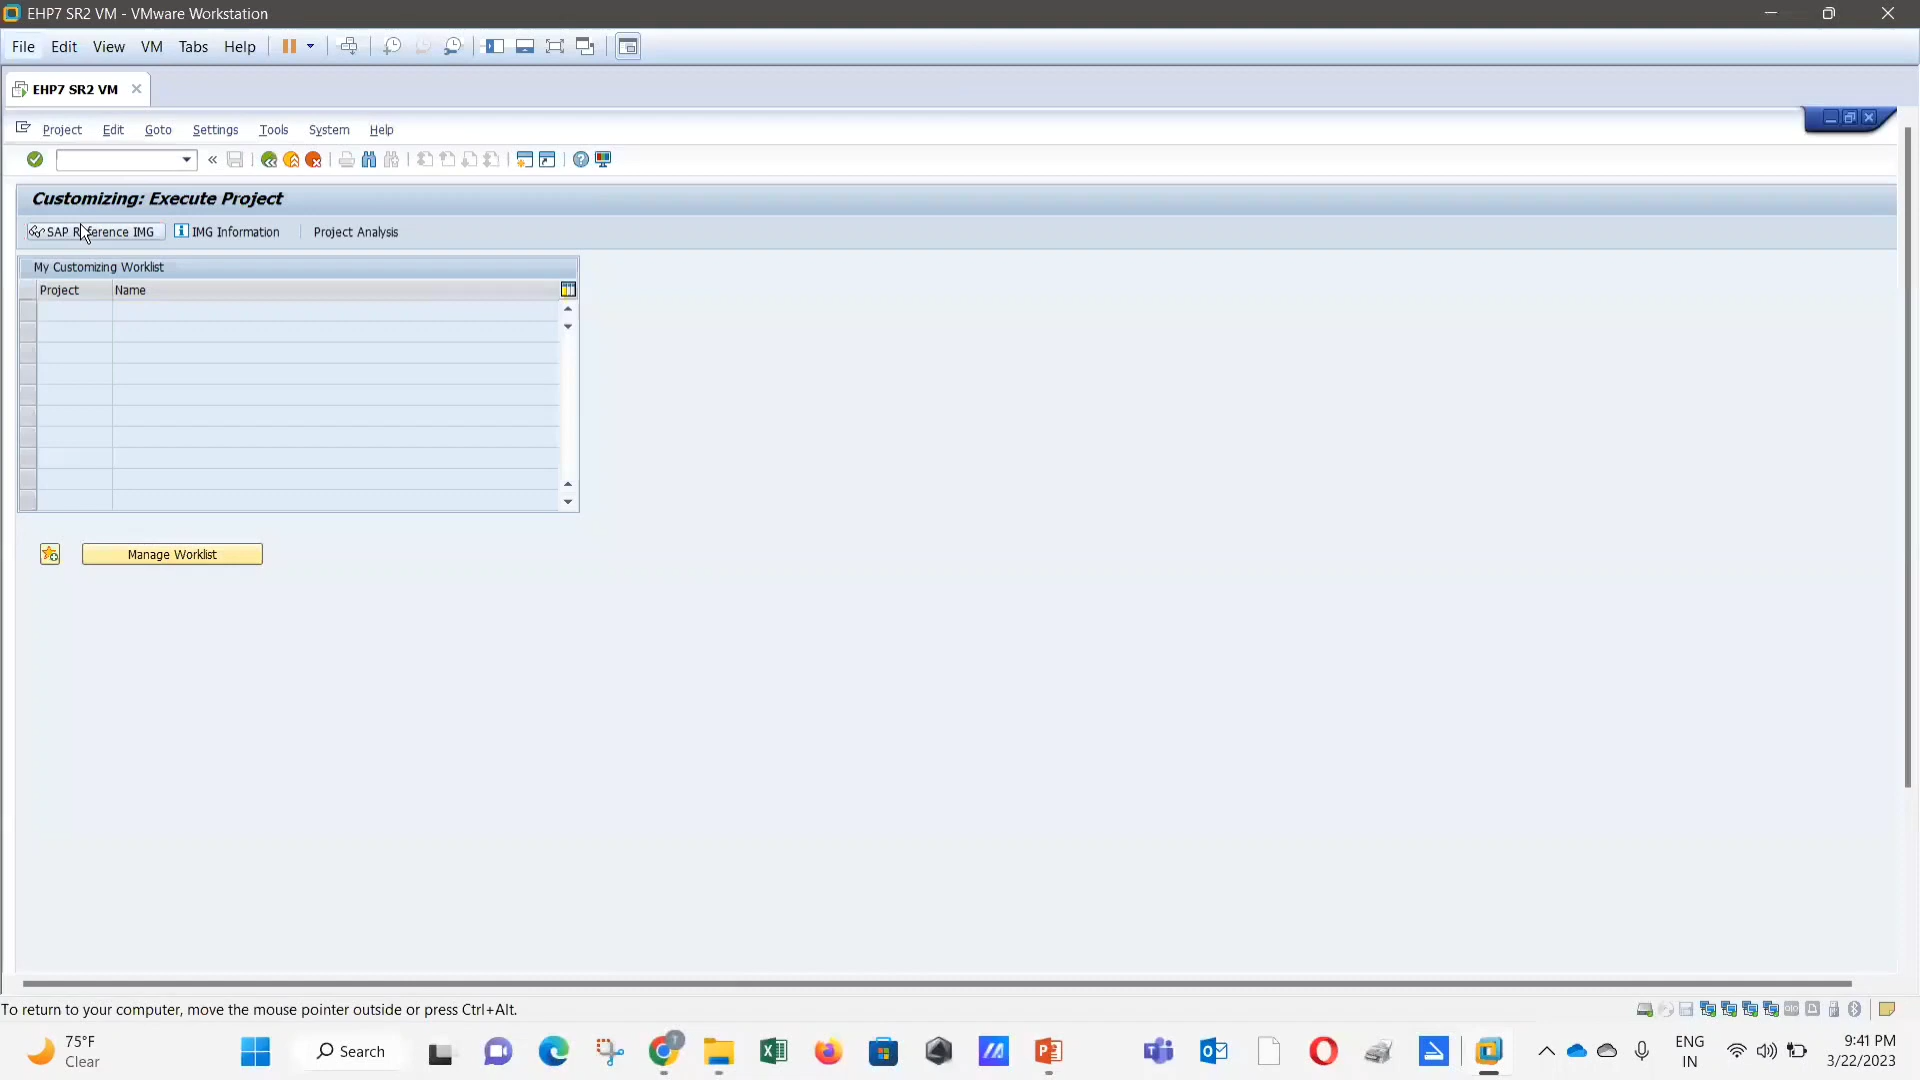 EHP7 SR2 VM - VMware Workstation
File Edit View VM Tabs Help
EHP7 SR2 VM
Project Edit Goto Settings Tools System Help
Customizing: Execute Project
SAP Reference IMG IMG Information Project Analysis
My Customizing Worklist
Project Name
Manage Worklist
To return to your computer, move the mouse pointer outside or press Ctrl+Alt.
75°F
Clear
Search
ENG
IN
9:41 PM
3/22/2023